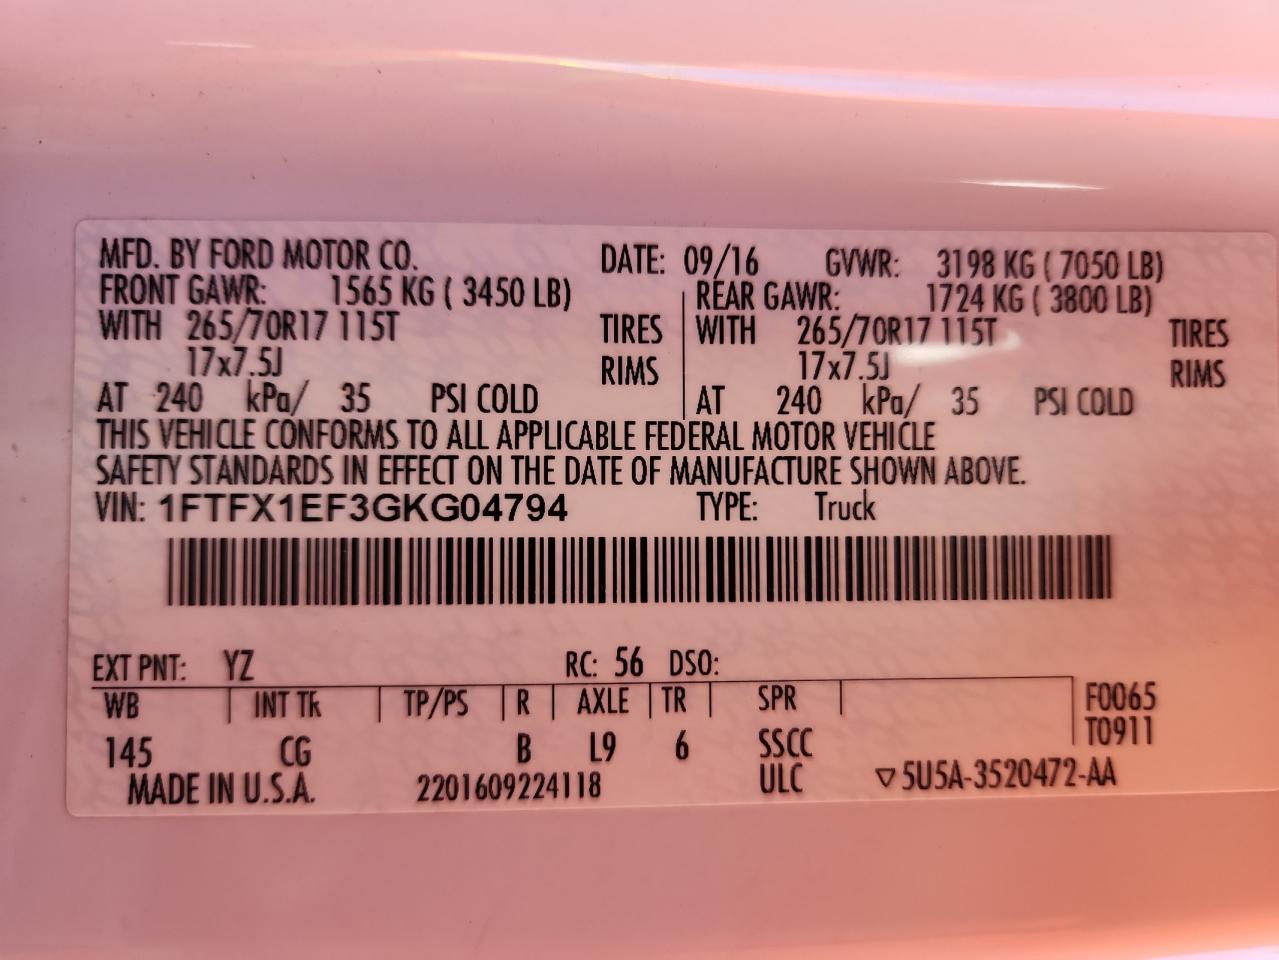 MFD. BY FORD MOTOR CO. DATE: 09/16 GVWR: 3198 KG ( 7050 LB)
FRONT GAWR: 1565 KG ( 3450 LB) REAR GAWR: 1724 KG ( 3800 LB)
WITH 265/70R17 115T TIRES WITH 265/70R17 115T TIRES
17x7.5J RIMS 17x7.5J RIMS
AT 240 kPa/ 35 PSI COLD AT 240 kPa/ 35 PSI COLD
THIS VEHICLE CONFORMS TO ALL APPLICABLE FEDERAL MOTOR VEHICLE
SAFETY STANDARDS IN EFFECT ON THE DATE OF MANUFACTURE SHOWN ABOVE.
VIN: 1FTFX1EF3GKG04794 TYPE: Truck
EXT PNT: YZ RC: 56 DSO:
WB INT TR TP/PS R AXLE TR SPR F0065
T0911
145 CG B L9 6 SSCC
MADE IN U.S.A. 2201609224118 ULC ▽5U5A-3520472-AA